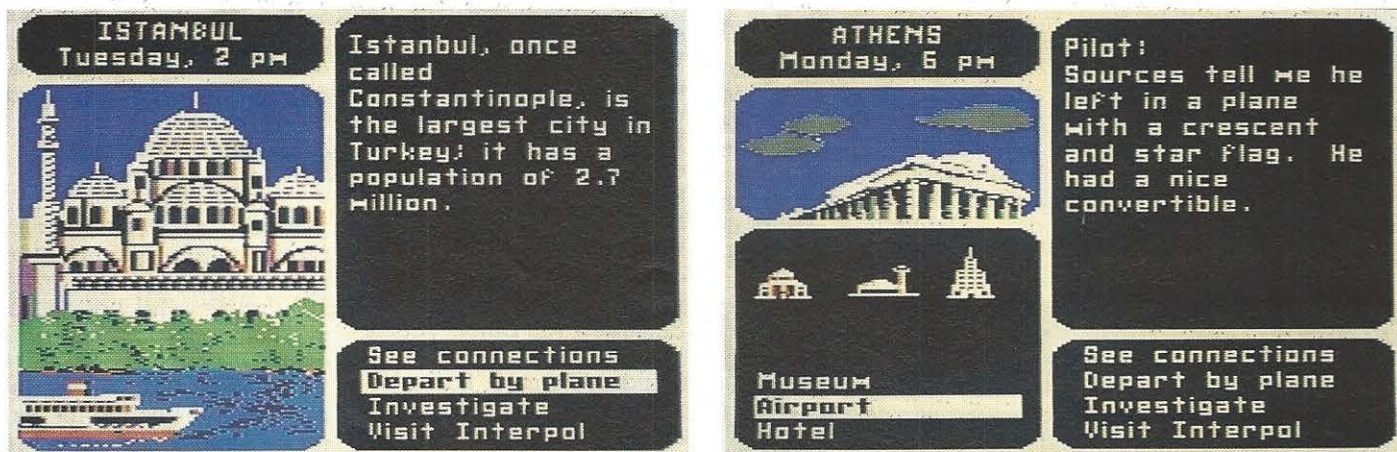 ISTANBUL
Tuesday, 2 pm
Istanbul, once
called
Constantinople, is
the largest city in
Turkey; it has a
population of 2.7
million.
See connections
Depart by plane
Investigate
Visit Interpol
ATHENS
Monday, 6 pm
Pilot:
Sources tell me he
left in a plane
with a crescent
and star flag. He
had a nice
convertible.
Museum
Airport
Hotel
See connections
Depart by plane
Investigate
Visit Interpol